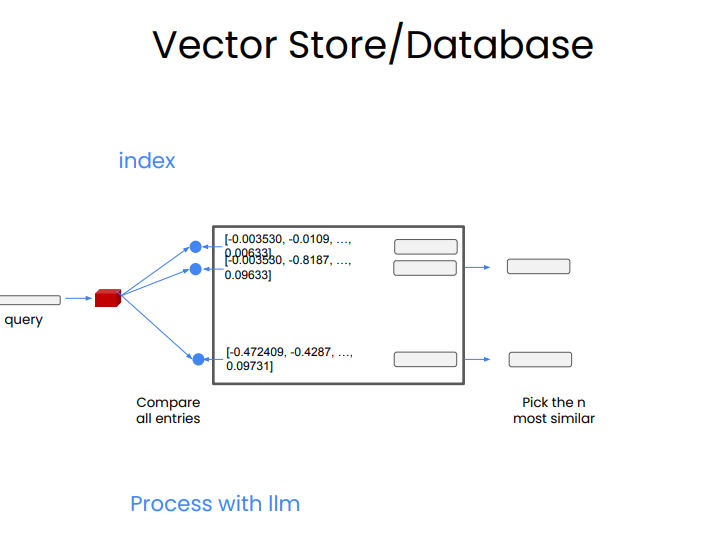 Vector Store/Database
index
[-0.003530, -0.0109, …,
0.00633]
[-0.003530, -0.8187, …,
0.09633]
query
[-0.472409, -0.4287, …,
0.09731]
Compare
all entries
Pick the n
most similar
Process with llm